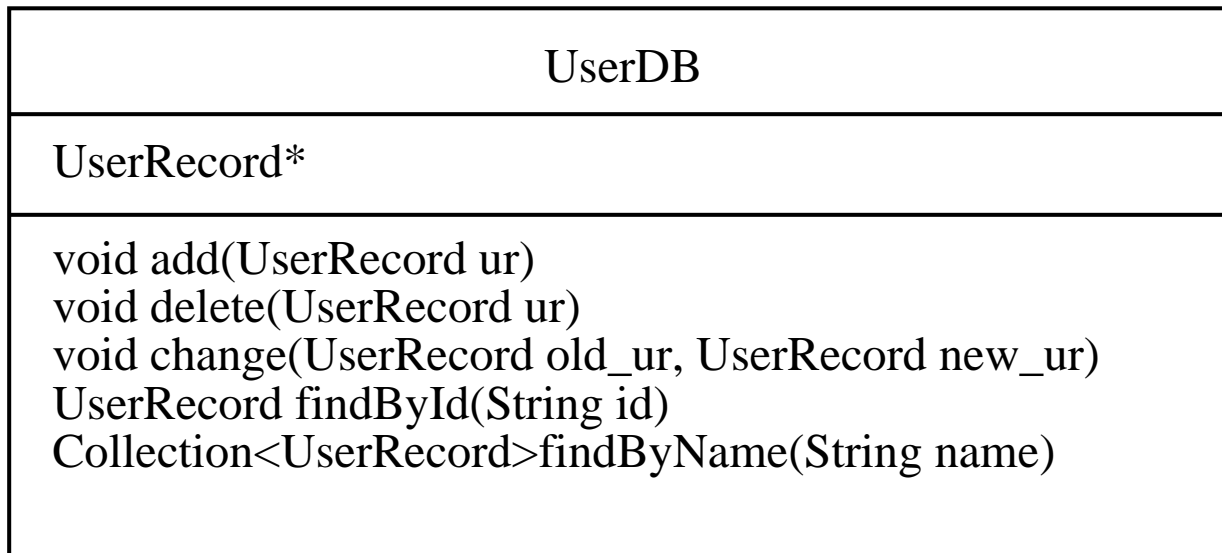 UserDB
UserRecord*
void add(UserRecord ur)
void delete(UserRecord ur)
void change(UserRecord old_ur, UserRecord new_ur)
UserRecord findById(String id)
Collection<UserRecord>findByName(String name)